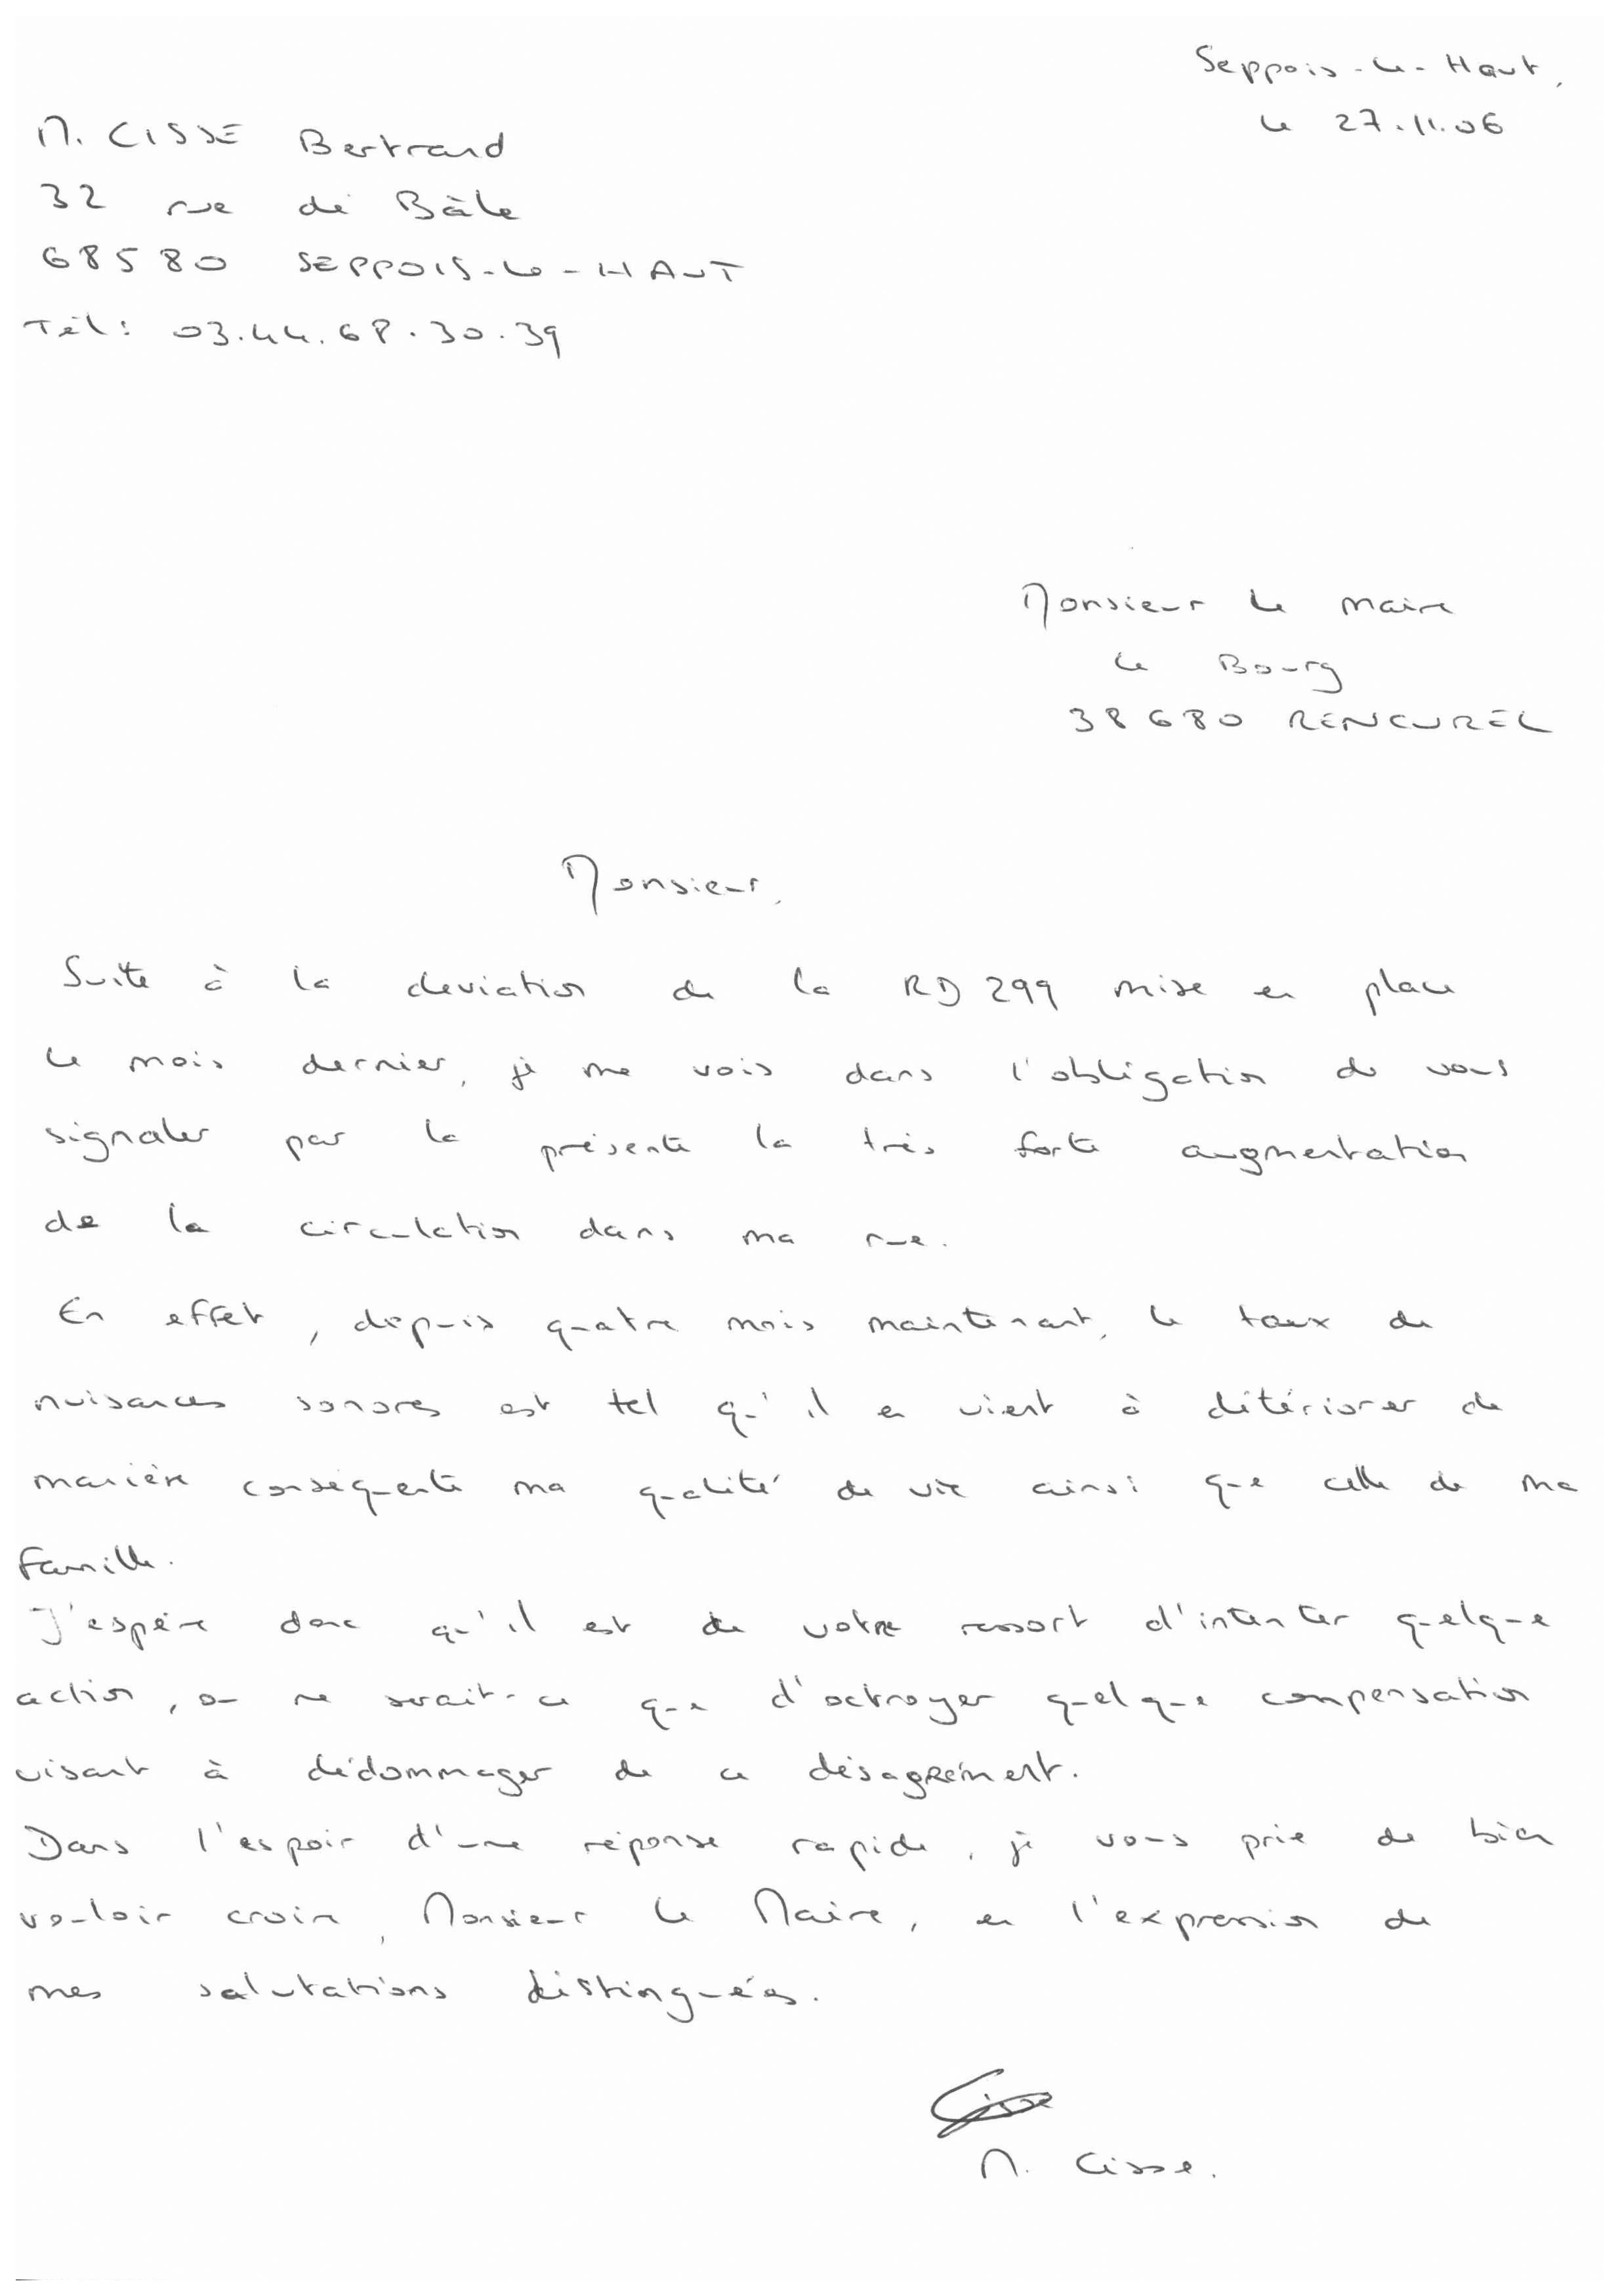 Seppois-le-Haut,
le 27.11.06
M. CISSE Bertrand
32 rue de Bâle
68580 SEPPOIS-le-HAUT
Tél: 03.44.68.30.39
Monsieur le maire
le Bourg
38680 RENCUREL
Monsieur,
Suite à la deviation de la RD 299 mise en place
le mois dernier, je me vois dans l'obligation de vous
signaler par la présente la très forte augmentation
de la circulation dans ma rue.
En effet, depuis quatre mois maintenant, le taux de
nuisances sonores est tel qu'il en vient à détériorer de
manière conséquente ma qualité de vie ainsi que celle de ma
famille.
J'espère donc qu'il est de votre ressort d'intenter quelque
action, ou ne serait-ce que d'octroyer quelque compensation
visant à dédommager de ce désagrément.
Dans l'espoir d'une réponse rapide, je vous prie de bien
vouloir croire, Monsieur le Maire, en l'expression de
mes salutations distinguées.
Cisse
M. Cisse.